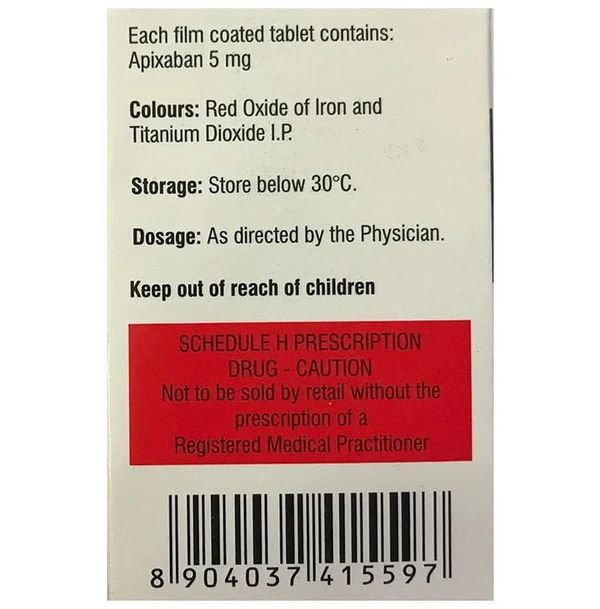 Each film coated tablet contains:
Apixaban 5 mg
Colours: Red Oxide of Iron and
Titanium Dioxide I.P.
Storage: Store below 30°C.
Dosage: As directed by the Physician.
Keep out of reach of children
SCHEDULE H PRESCRIPTION
DRUG - CAUTION
Not to be sold by retail without the
prescription of a
Registered Medical Practitioner
8 904037 415597